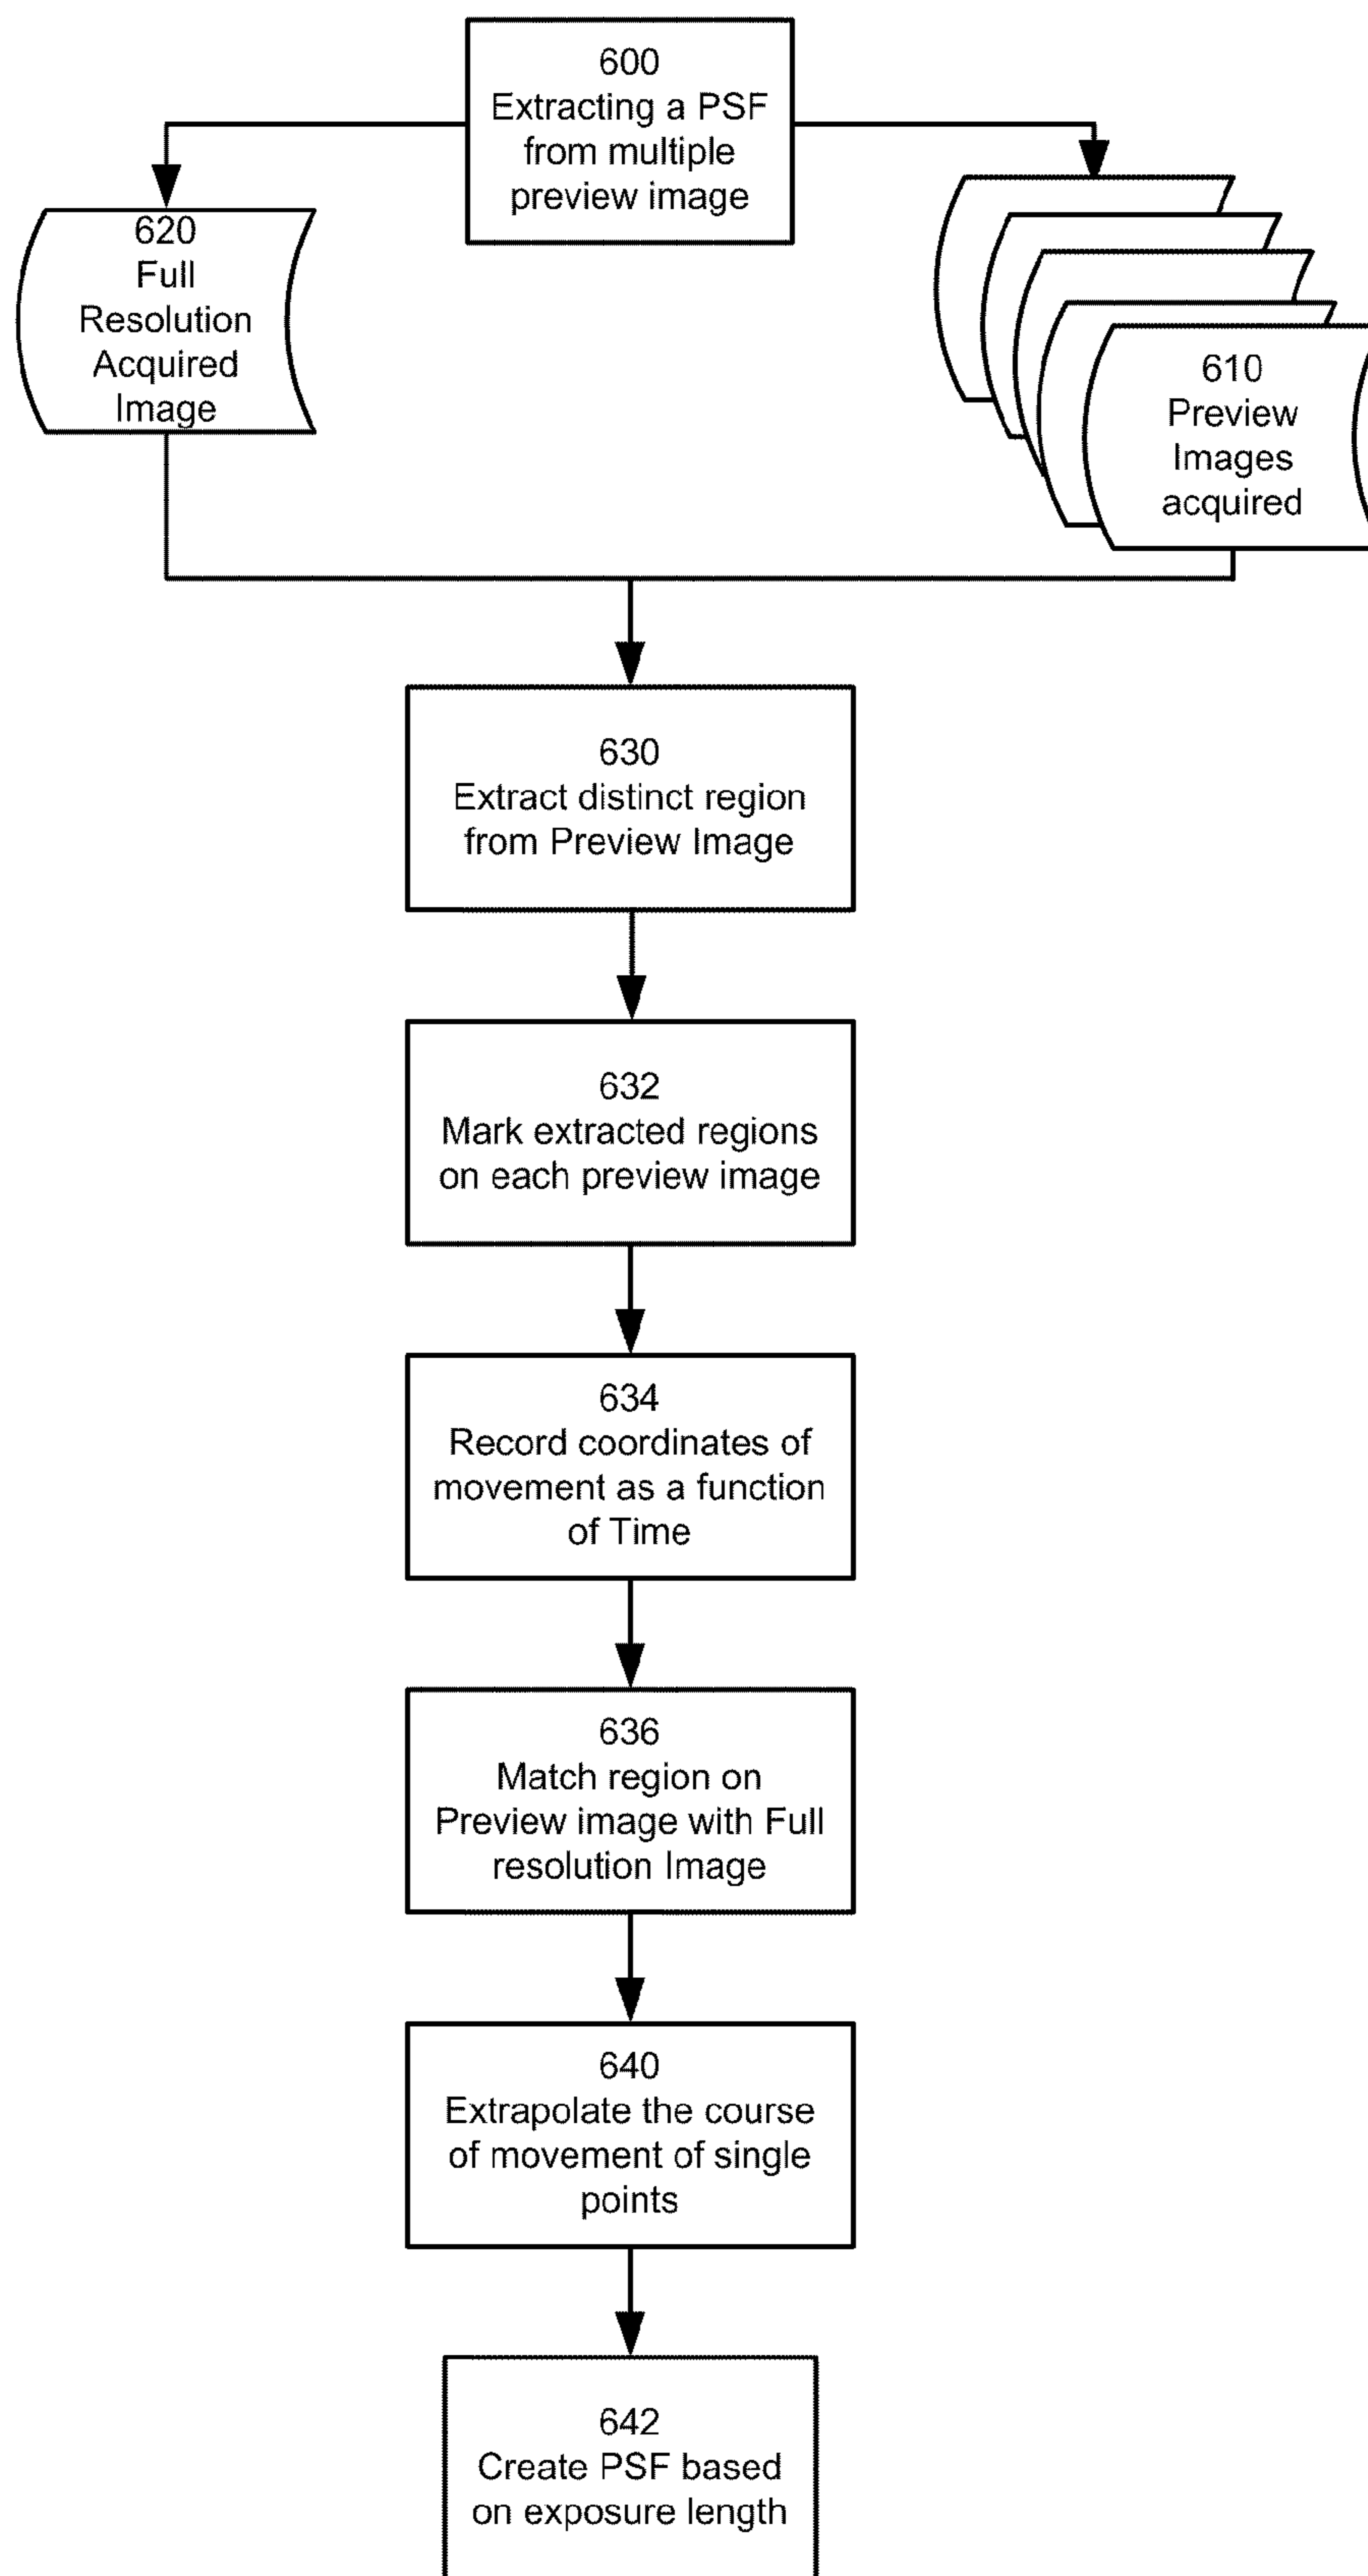 600
Extracting a PSF
from multiple
preview image
620
Full
Resolution
Acquired
Image
610
Preview
Images
acquired
630
Extract distinct region
from Preview Image
632
Mark extracted regions
on each preview image
634
Record coordinates of
movement as a function
of Time
636
Match region on
Preview image with Full
resolution Image
640
Extrapolate the course
of movement of single
points
642
Create PSF based
on exposure length